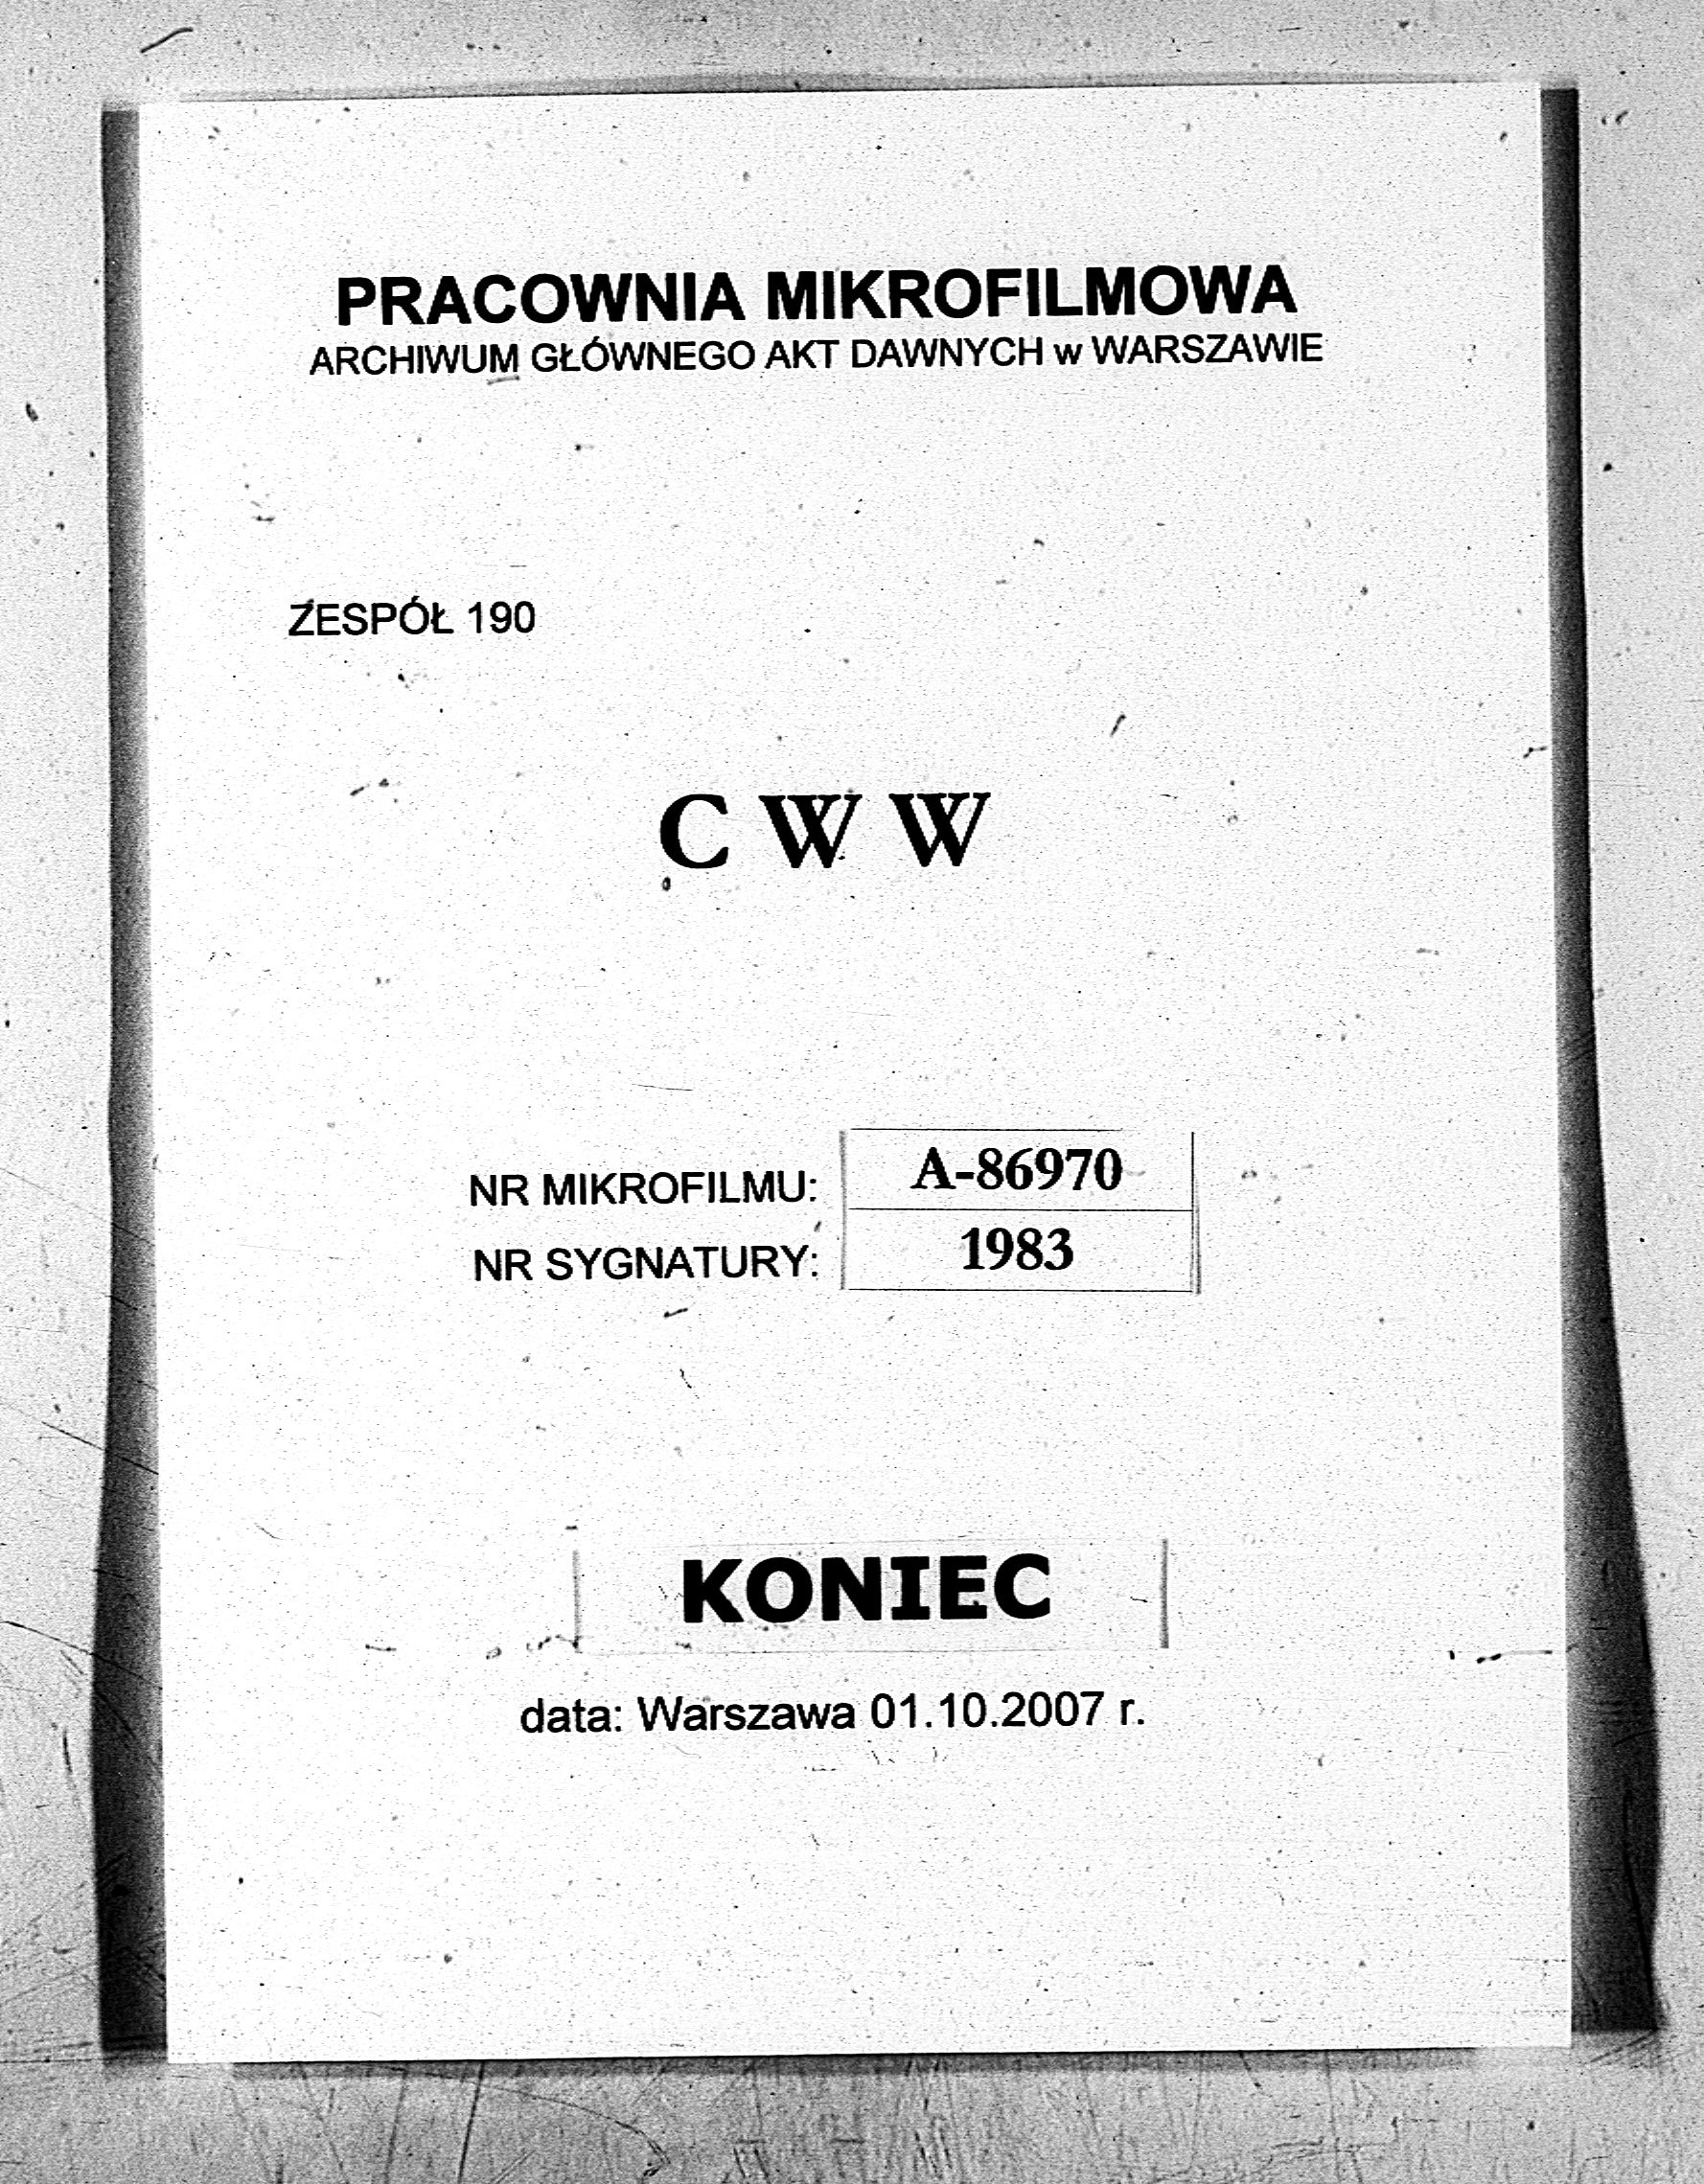 PRACOWNIA MIKROFILMOWA
ARCHIWUM GŁÓWNEGO AKT DAWNYCH w WARSZAWIE
ZESPÓŁ 190
C W W
NR MIKROFILMU: A-86970
NR SYGNATURY: 1983
KONIEC
data: Warszawa 01.10.2007 r.